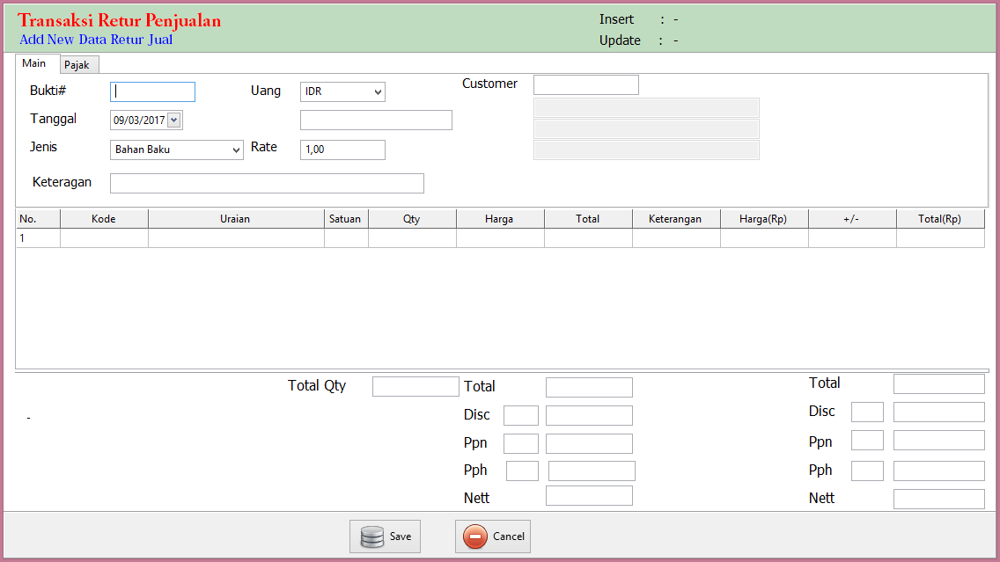 Transaksi Retur Penjualan
Add New Data Retur Jual
Insert : -
Update : -
Main Pajak
Bukti# Uang IDR Customer
Tanggal 09/03/2017
Jenis Bahan Baku Rate 1,00
Keteragan
No. Kode Uraian Satuan Qty Harga Total Keterangan Harga(Rp) +/- Total(Rp)
1
Total Qty Total Total
- Disc Disc
Ppn Ppn
Pph Pph
Nett Nett
Save Cancel